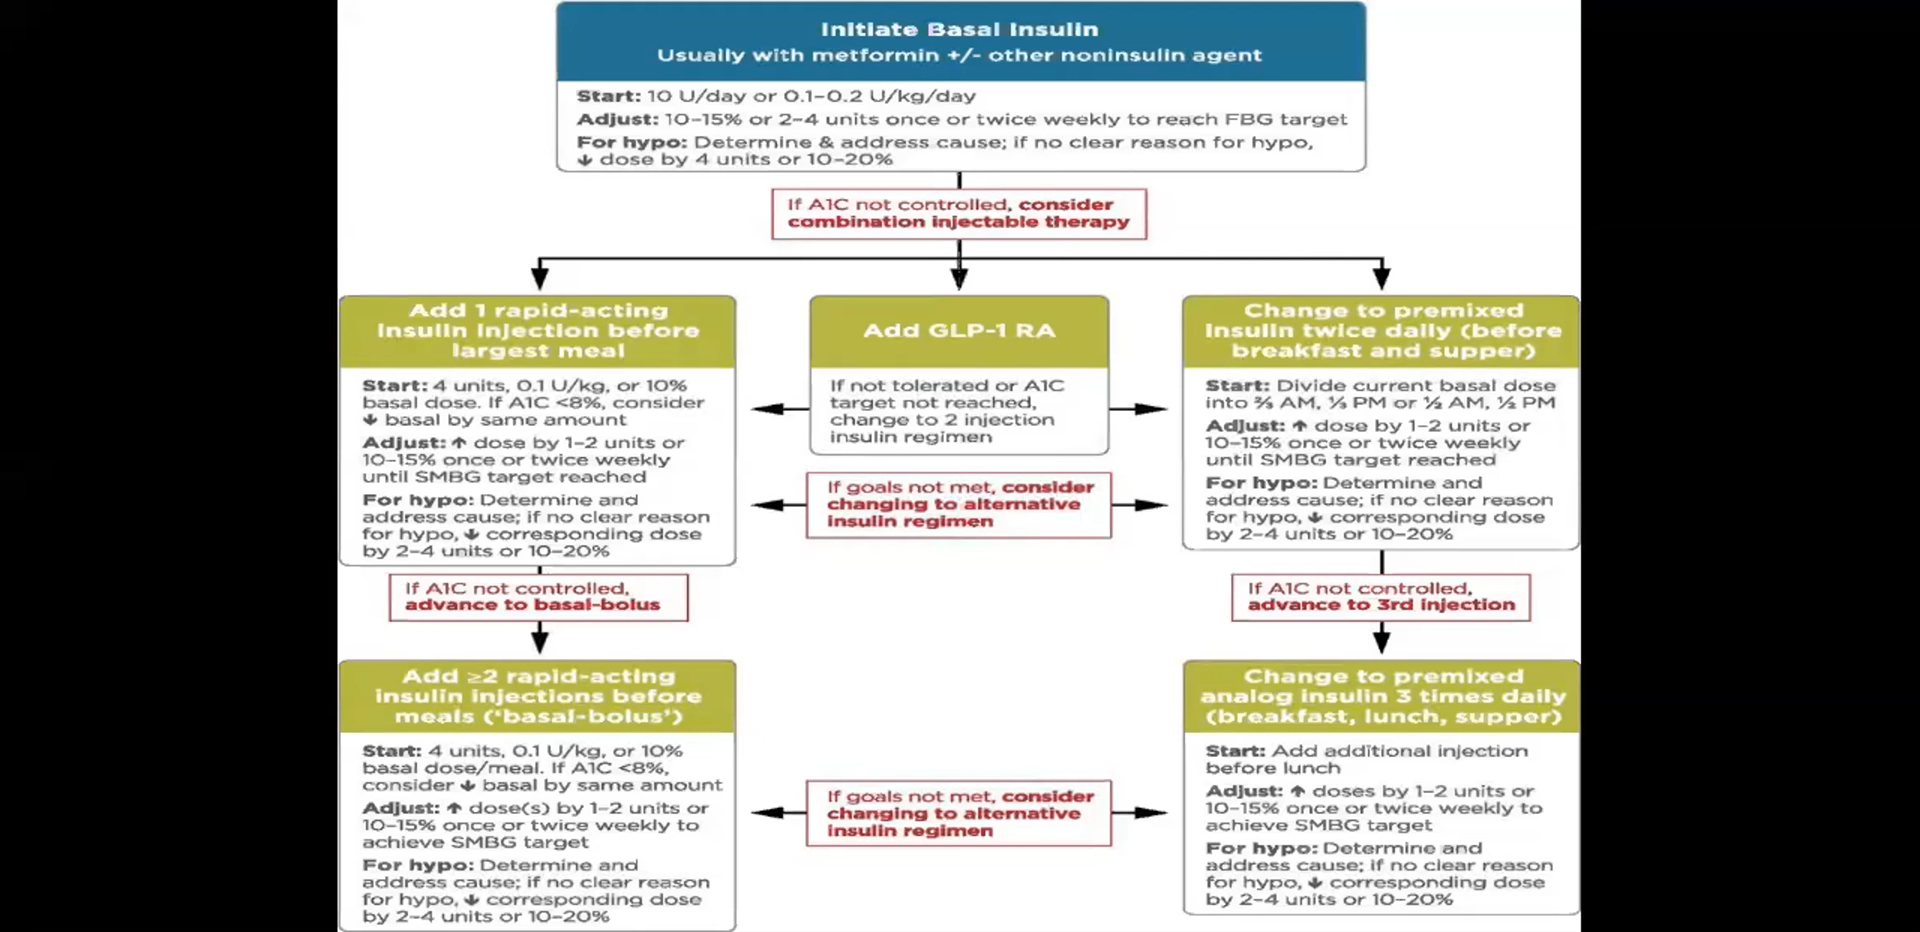 Initiate Basal Insulin
Usually with metformin +/- other noninsulin agent
Start: 10 U/day or 0.1–0.2 U/kg/day
Adjust: 10–15% or 2–4 units once or twice weekly to reach FBG target
For hypo: Determine & address cause; if no clear reason for hypo,
↓ dose by 4 units or 10–20%
If A1C not controlled, consider
combination injectable therapy
Add 1 rapid-acting
insulin injection before
largest meal
Start: 4 units, 0.1 U/kg, or 10%
basal dose. If A1C <8%, consider
↓ basal by same amount
Adjust: ↑ dose by 1–2 units or
10–15% once or twice weekly
until SMBG target reached
For hypo: Determine and
address cause; if no clear reason
for hypo, ↓ corresponding dose
by 2–4 units or 10–20%
Add GLP-1 RA
If not tolerated or A1C
target not reached,
change to 2 injection
insulin regimen
If goals not met, consider
changing to alternative
insulin regimen
Change to premixed
insulin twice daily (before
breakfast and supper)
Start: Divide current basal dose
into ⅔ AM, ⅓ PM or ½ AM, ½ PM
Adjust: ↑ dose by 1–2 units or
10–15% once or twice weekly
until SMBG target reached
For hypo: Determine and
address cause; if no clear reason
for hypo, ↓ corresponding dose
by 2–4 units or 10–20%
If A1C not controlled,
advance to basal-bolus
If A1C not controlled,
advance to 3rd injection
Add ≥2 rapid-acting
insulin injections before
meals (‘basal-bolus’)
Start: 4 units, 0.1 U/kg, or 10%
basal dose/meal. If A1C <8%,
consider ↓ basal by same amount
Adjust: ↑ dose(s) by 1–2 units or
10–15% once or twice weekly to
achieve SMBG target
For hypo: Determine and
address cause; if no clear reason
for hypo, ↓ corresponding dose
by 2–4 units or 10–20%
If goals not met, consider
changing to alternative
insulin regimen
Change to premixed
analog insulin 3 times daily
(breakfast, lunch, supper)
Start: Add additional injection
before lunch
Adjust: ↑ doses by 1–2 units or
10–15% once or twice weekly to
achieve SMBG target
For hypo: Determine and
address cause; if no clear reason
for hypo, ↓ corresponding dose
by 2–4 units or 10–20%